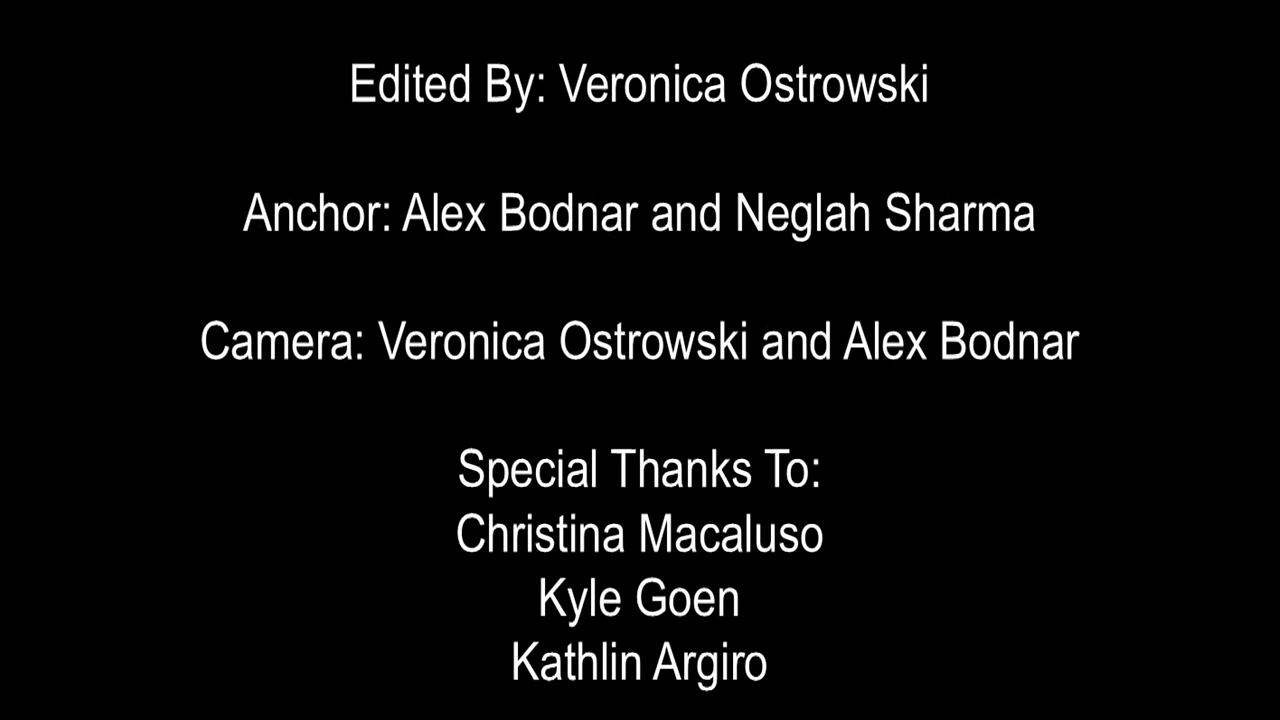 Edited By: Veronica Ostrowski
Anchor: Alex Bodnar and Neglah Sharma
Camera: Veronica Ostrowski and Alex Bodnar
Special Thanks To:
Christina Macaluso
Kyle Goen
Kathlin Argiro